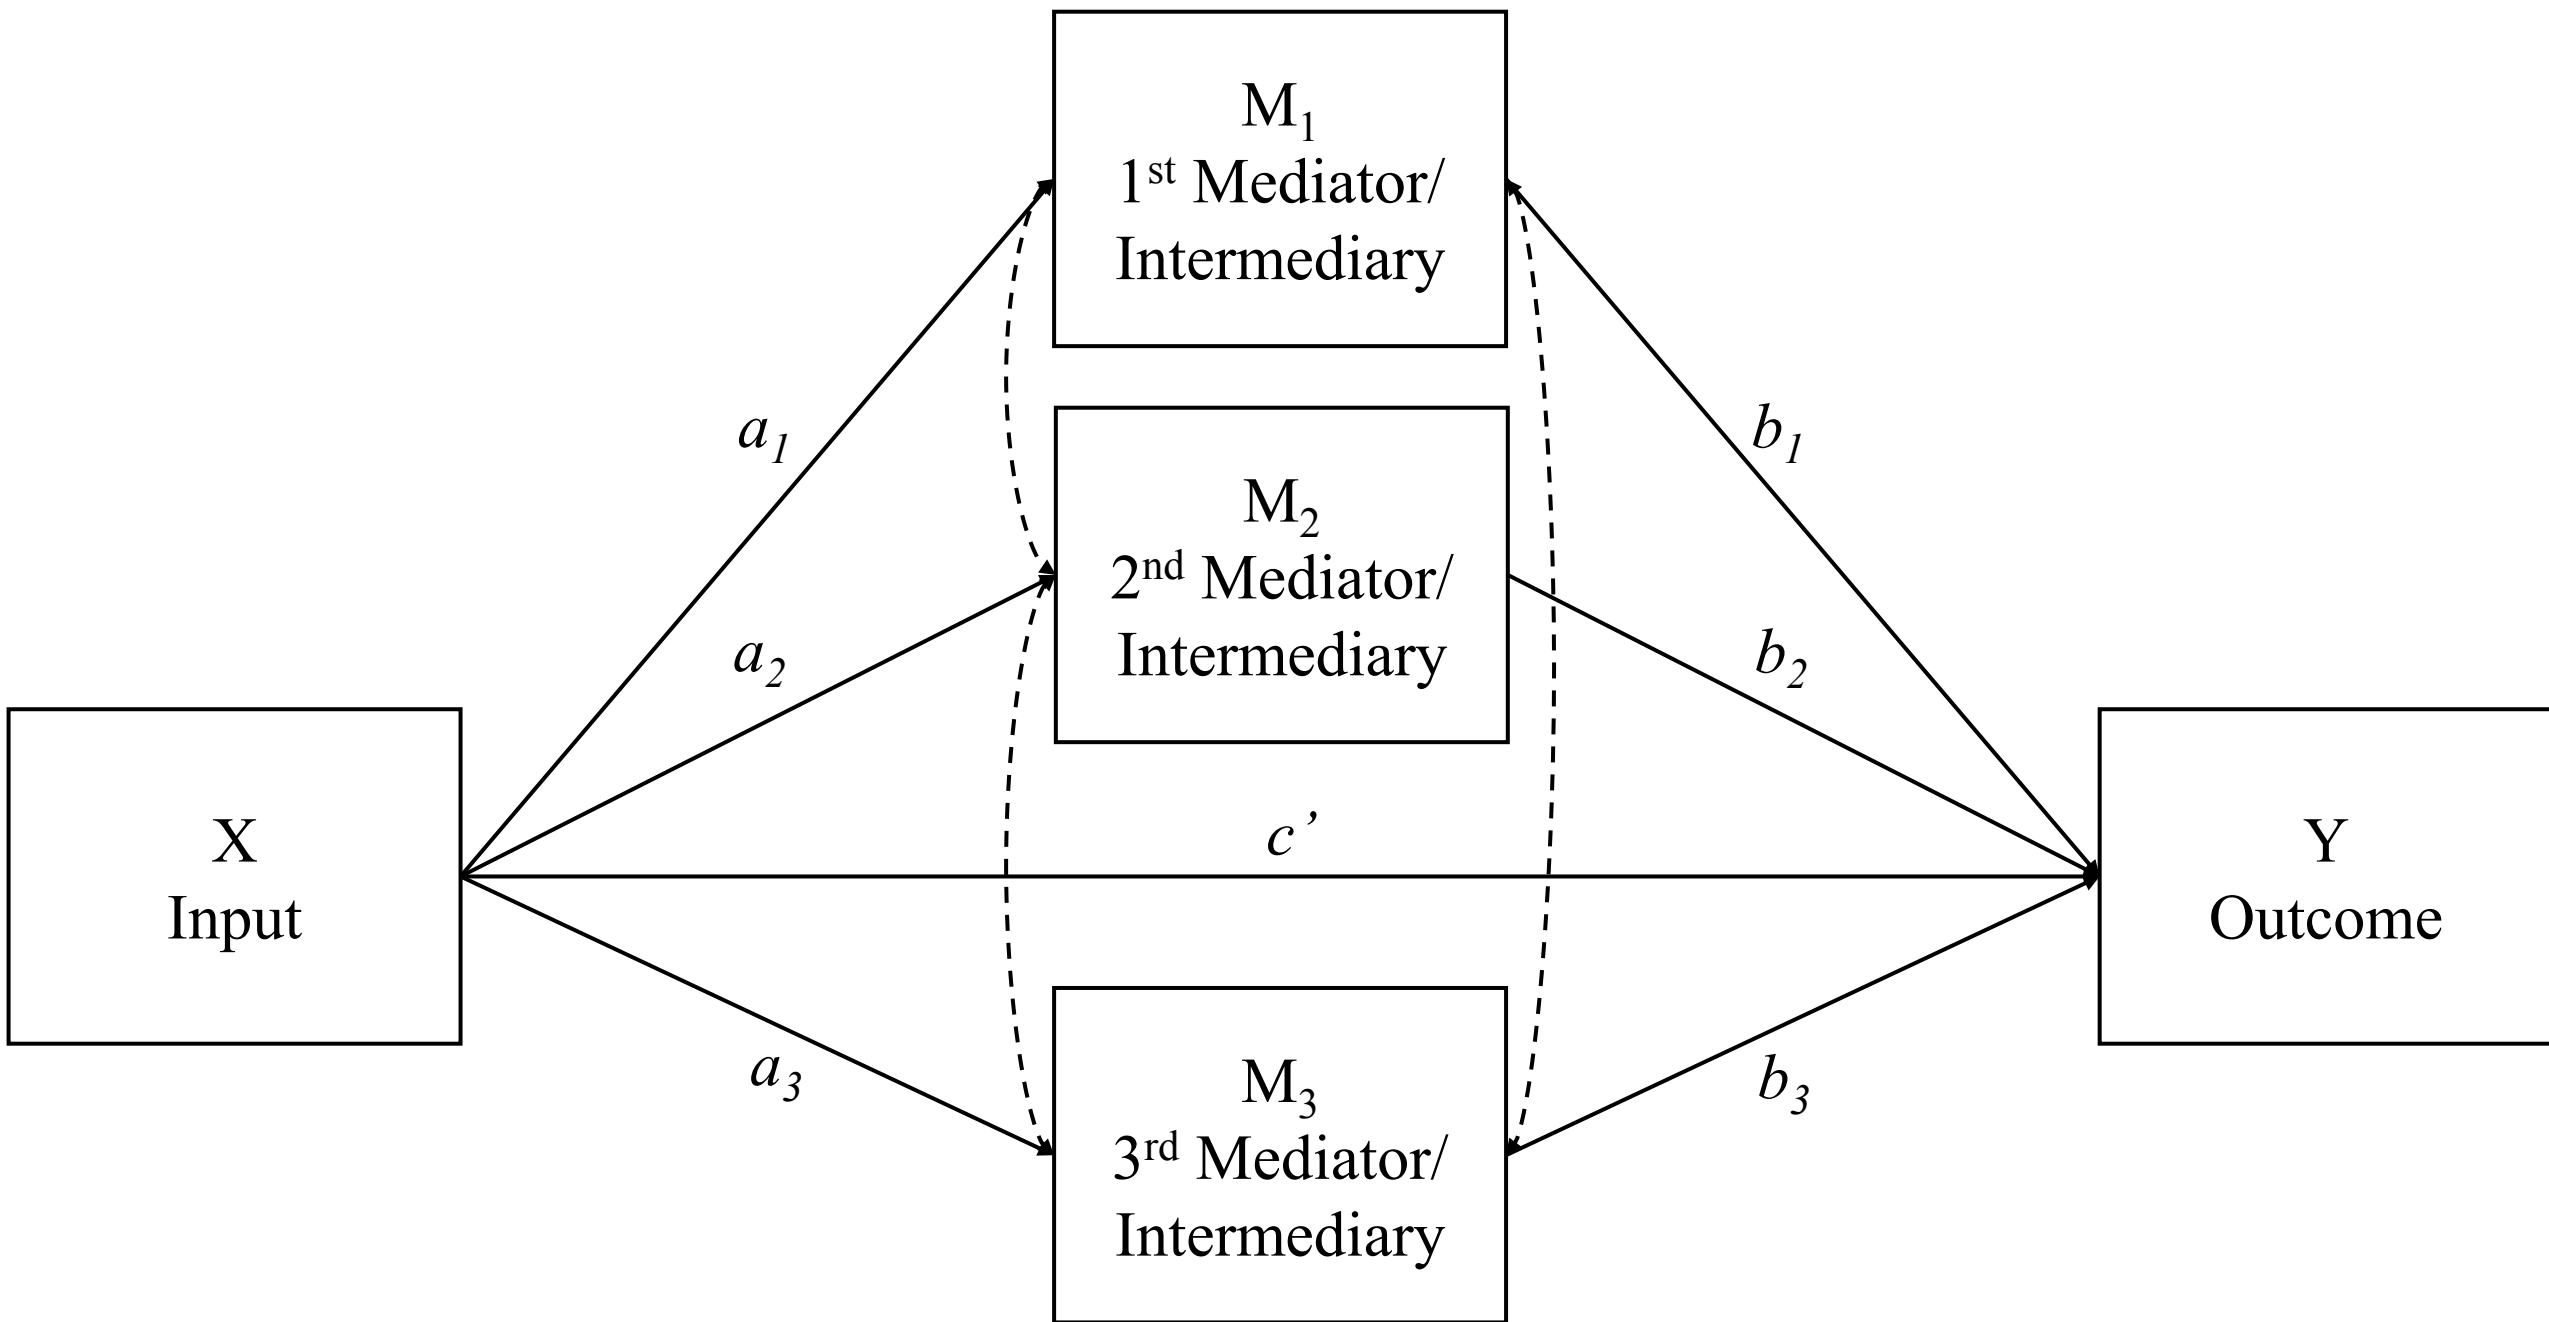 M₁
1ˢᵗ Mediator/
Intermediary
a₁
b₁
M₂
2ⁿᵈ Mediator/
Intermediary
a₂
b₂
X
Input
c’
Y
Outcome
a₃
b₃
M₃
3ʳᵈ Mediator/
Intermediary